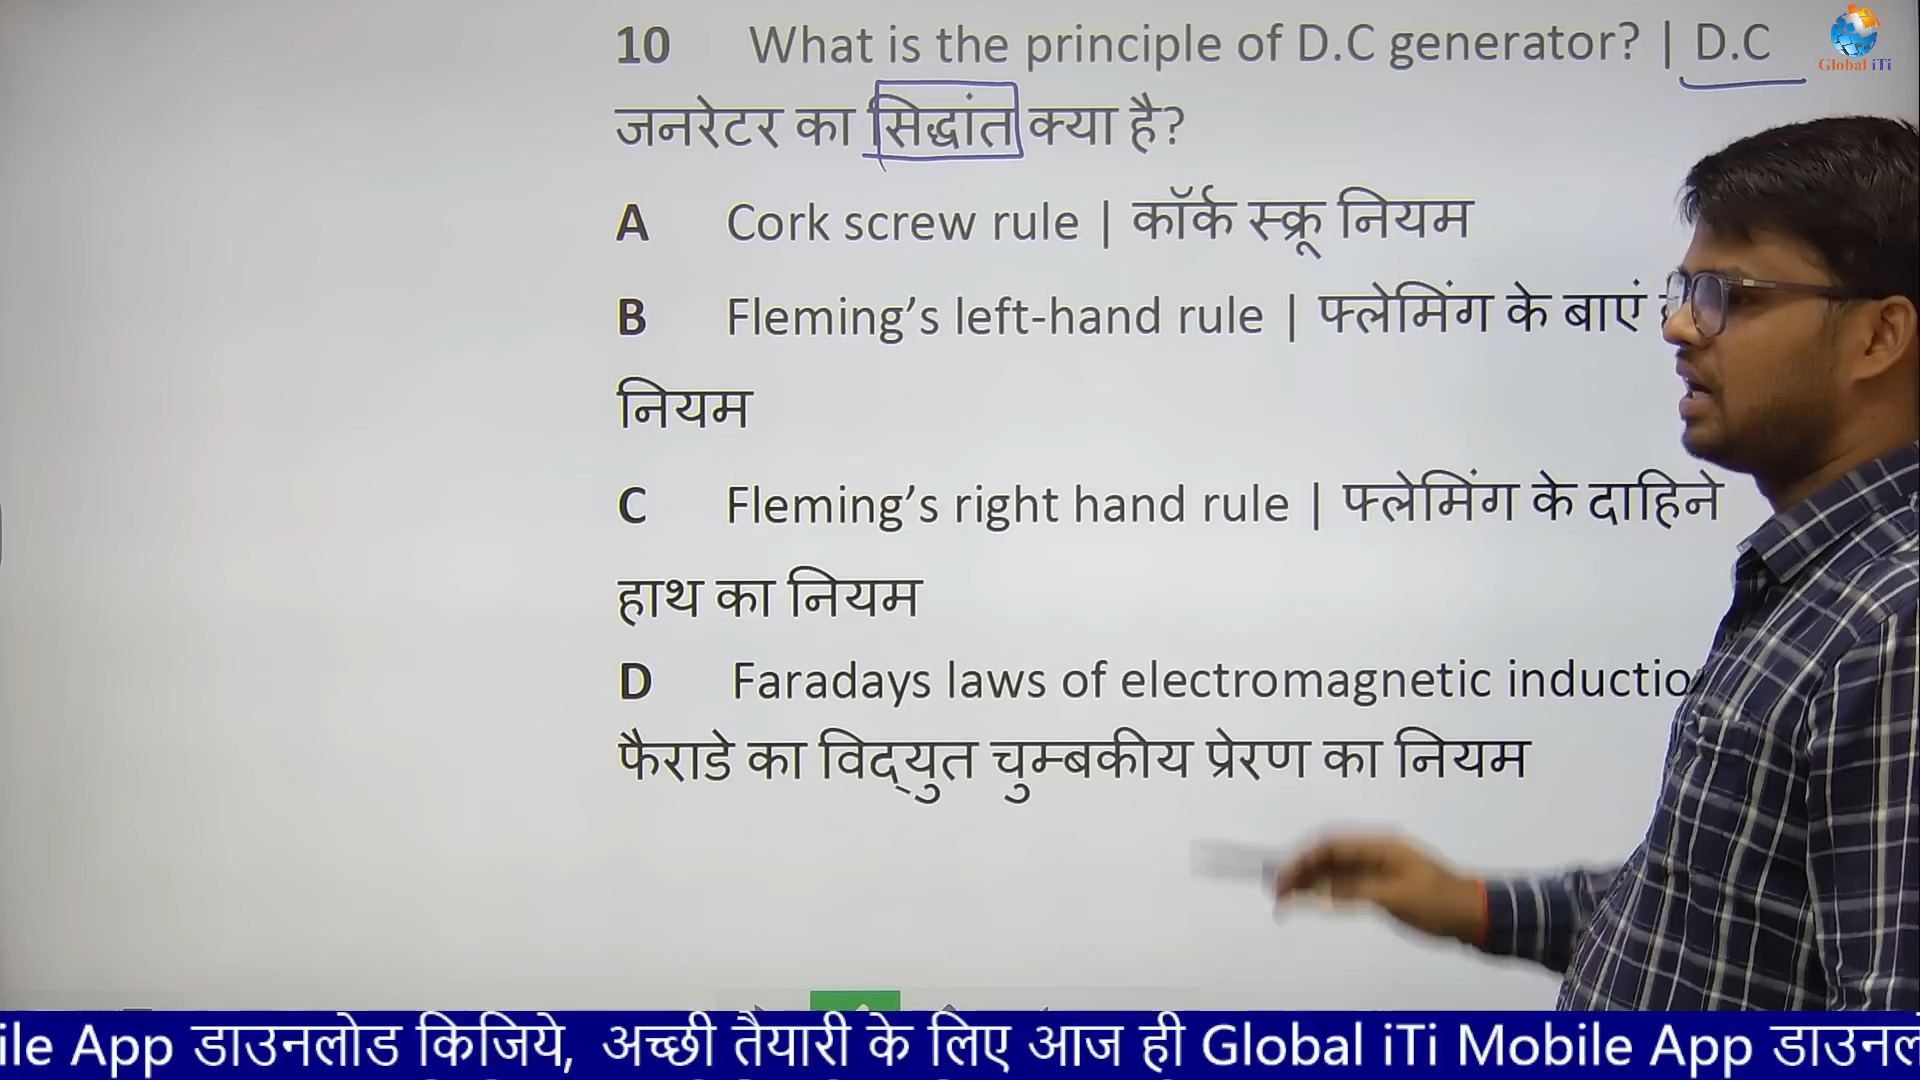 10 What is the principle of D.C generator? | D.C
Global iTi
जनरेटर का सिद्धांत क्या है?
A Cork screw rule | कॉर्क स्क्रू नियम
B Fleming’s left-hand rule | फ्लेमिंग के बाएं
नियम
C Fleming’s right hand rule | फ्लेमिंग के दाहिने
हाथ का नियम
D Faradays laws of electromagnetic inductio
फैराडे का विद्युत चुम्बकीय प्रेरण का नियम
ile App डाउनलोड किजिये, अच्छी तैयारी के लिए आज ही Global iTi Mobile App डाउनल